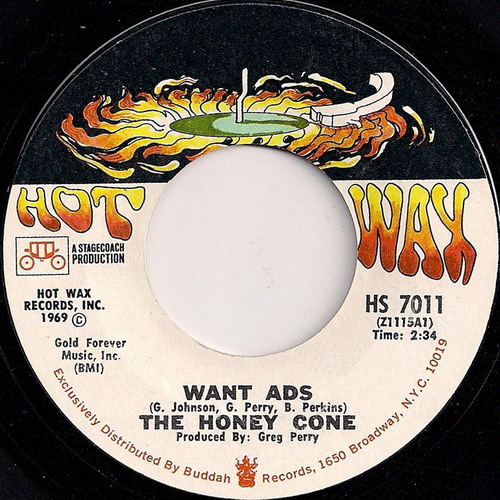 HOT WAX
A STAGECOACH
PRODUCTION
HOT WAX
RECORDS, INC.
1969 ©
Gold Forever
Music, Inc.
(BMI)
HS 7011
(Z1115A1)
Time: 2:34
WANT ADS
(G. Johnson, G. Perry, B. Perkins)
THE HONEY CONE
Produced By: Greg Perry
Exclusively Distributed By Buddah Records, 1650 Broadway, N.Y.C. 10019